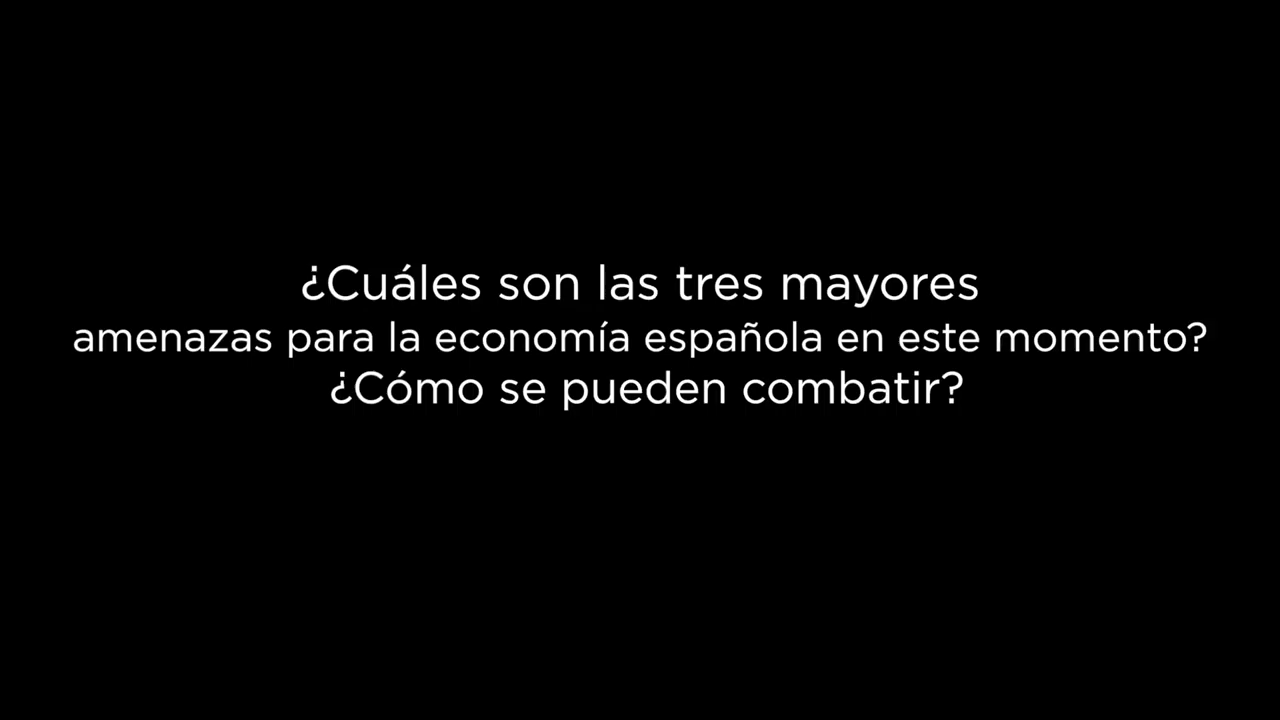 ¿Cuáles son las tres mayores
amenazas para la economía española en este momento?
¿Cómo se pueden combatir?